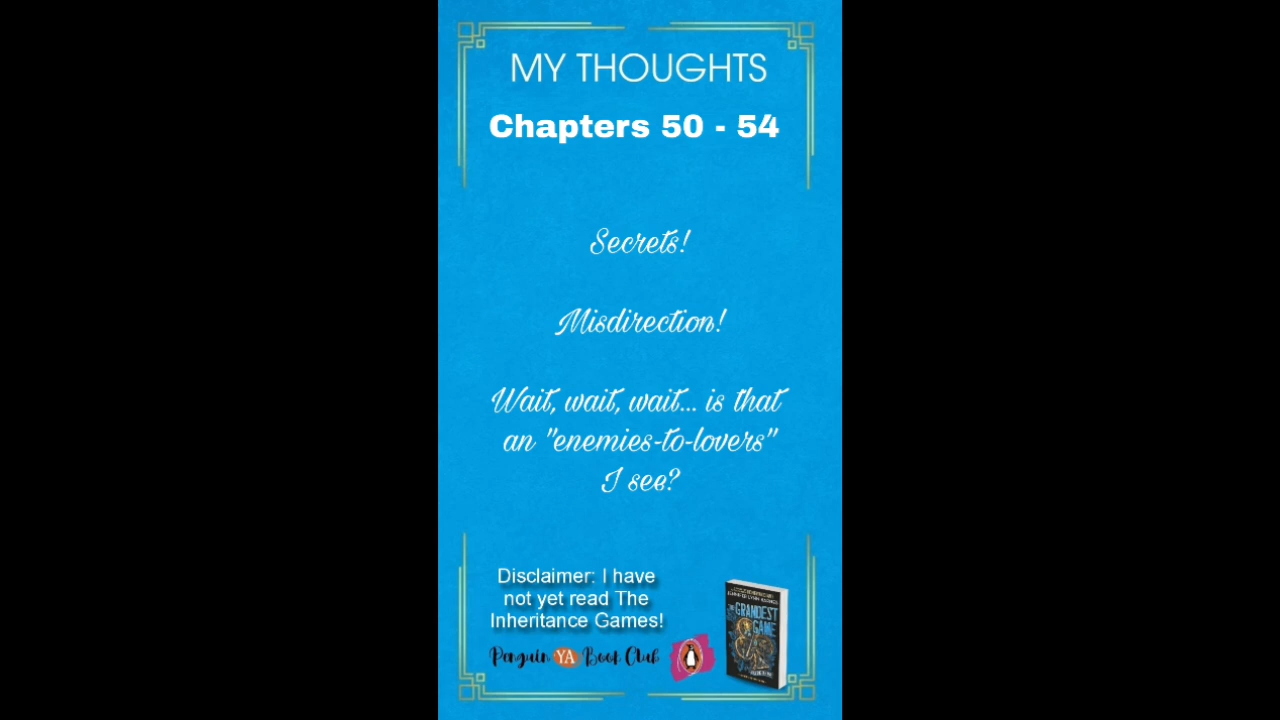 MY THOUGHTS
Chapters 50 - 54
Secrets!
Misdirection!
Wait, wait, wait... is that
an "enemies-to-lovers"
I see?
Disclaimer: I have
not yet read The
Inheritance Games!
Penguin YA Book Club
THE
GRANDEST
GAME